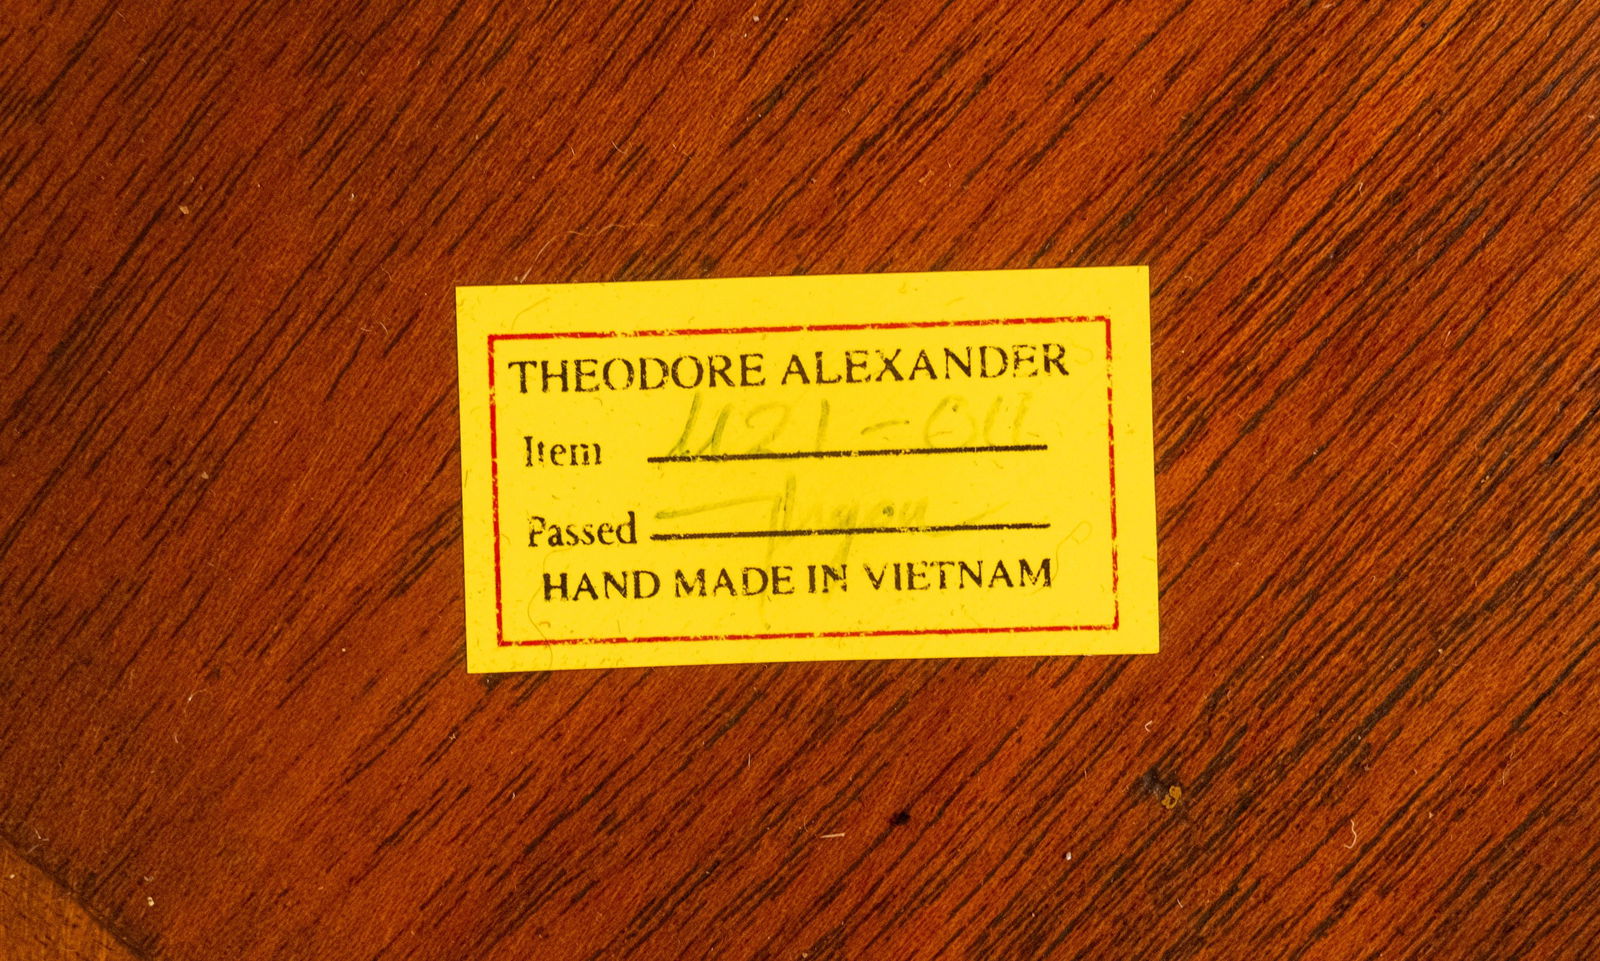 THEODORE ALEXANDER
Item
Passed
HAND MADE IN VIETNAM